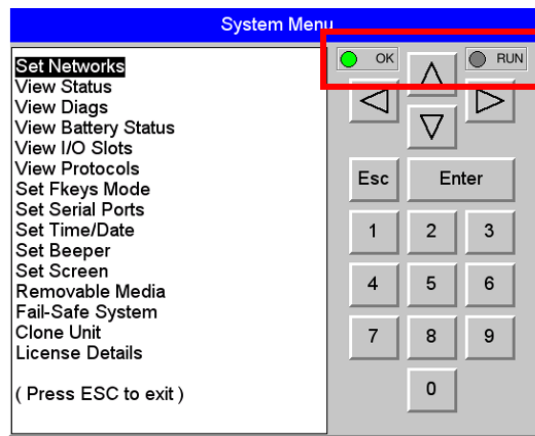 System Menu
Set Networks
View Status
View Diags
View Battery Status
View I/O Slots
View Protocols
Set Fkeys Mode
Set Serial Ports
Set Time/Date
Set Beeper
Set Screen
Removable Media
Fail-Safe System
Clone Unit
License Details
( Press ESC to exit )
OK RUN
Esc Enter
1 2 3
4 5 6
7 8 9
0